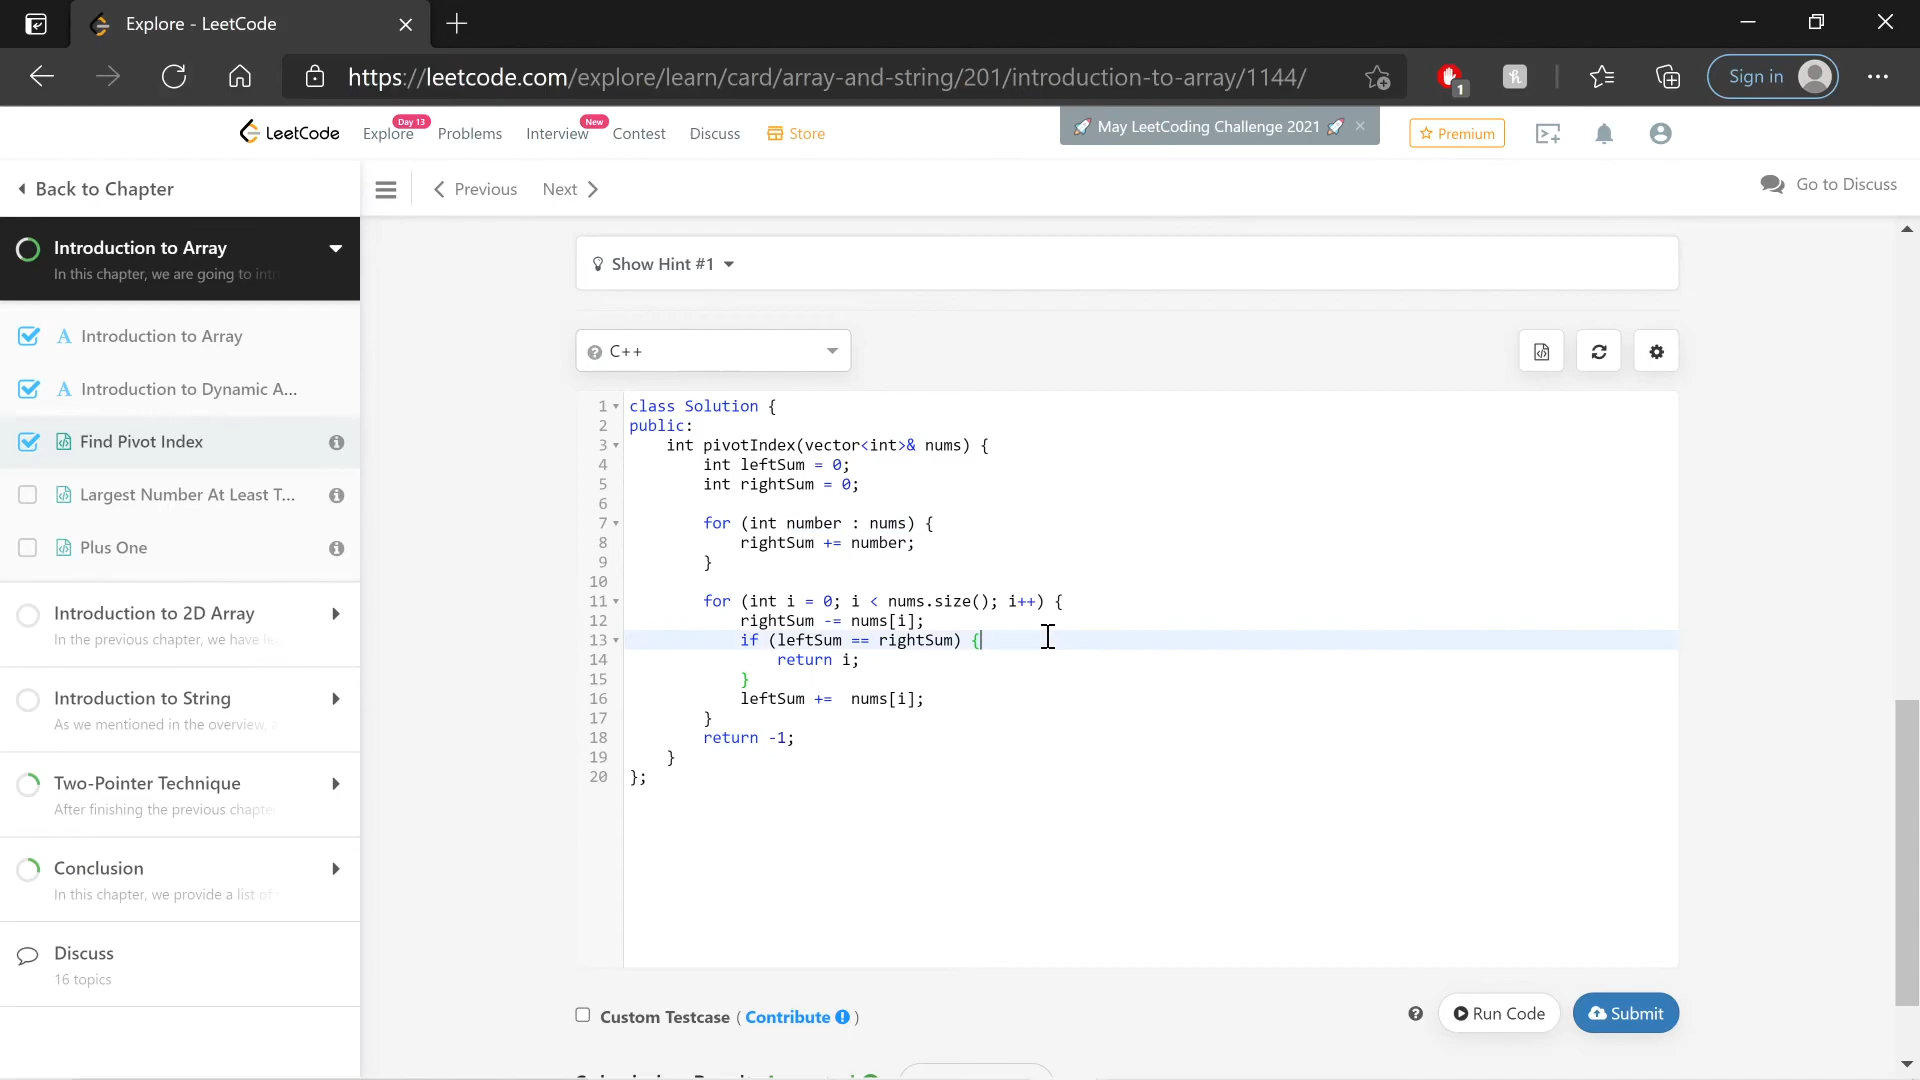 Explore - LeetCode
https://leetcode.com/explore/learn/card/array-and-string/201/introduction-to-array/1144/
1
Sign in
LeetCode
Explore
Day 13
Problems
Interview
New
Contest
Discuss
Store
🚀 May LeetCoding Challenge 2021 🚀
Premium
Back to Chapter
Previous
Next
Go to Discuss
Introduction to Array
In this chapter, we are going to
Introduction to Array
Introduction to Dynamic A...
Find Pivot Index
Largest Number At Least T...
Plus One
Introduction to 2D Array
In the previous chapter, we have
Introduction to String
As we mentioned in the overview,
Two-Pointer Technique
After finishing the previous
Conclusion
In this chapter, we provide a list of
Discuss
16 topics
Show Hint #1
C++
1 class Solution {
2 public:
3     int pivotIndex(vector<int>& nums) {
4         int leftSum = 0;
5         int rightSum = 0;
6
7         for (int number : nums) {
8             rightSum += number;
9         }
10
11         for (int i = 0; i < nums.size(); i++) {
12             rightSum -= nums[i];
13             if (leftSum == rightSum) {
14                 return i;
15             }
16             leftSum +=  nums[i];
17         }
18         return -1;
19     }
20 };
Custom Testcase ( Contribute )
Run Code
Submit